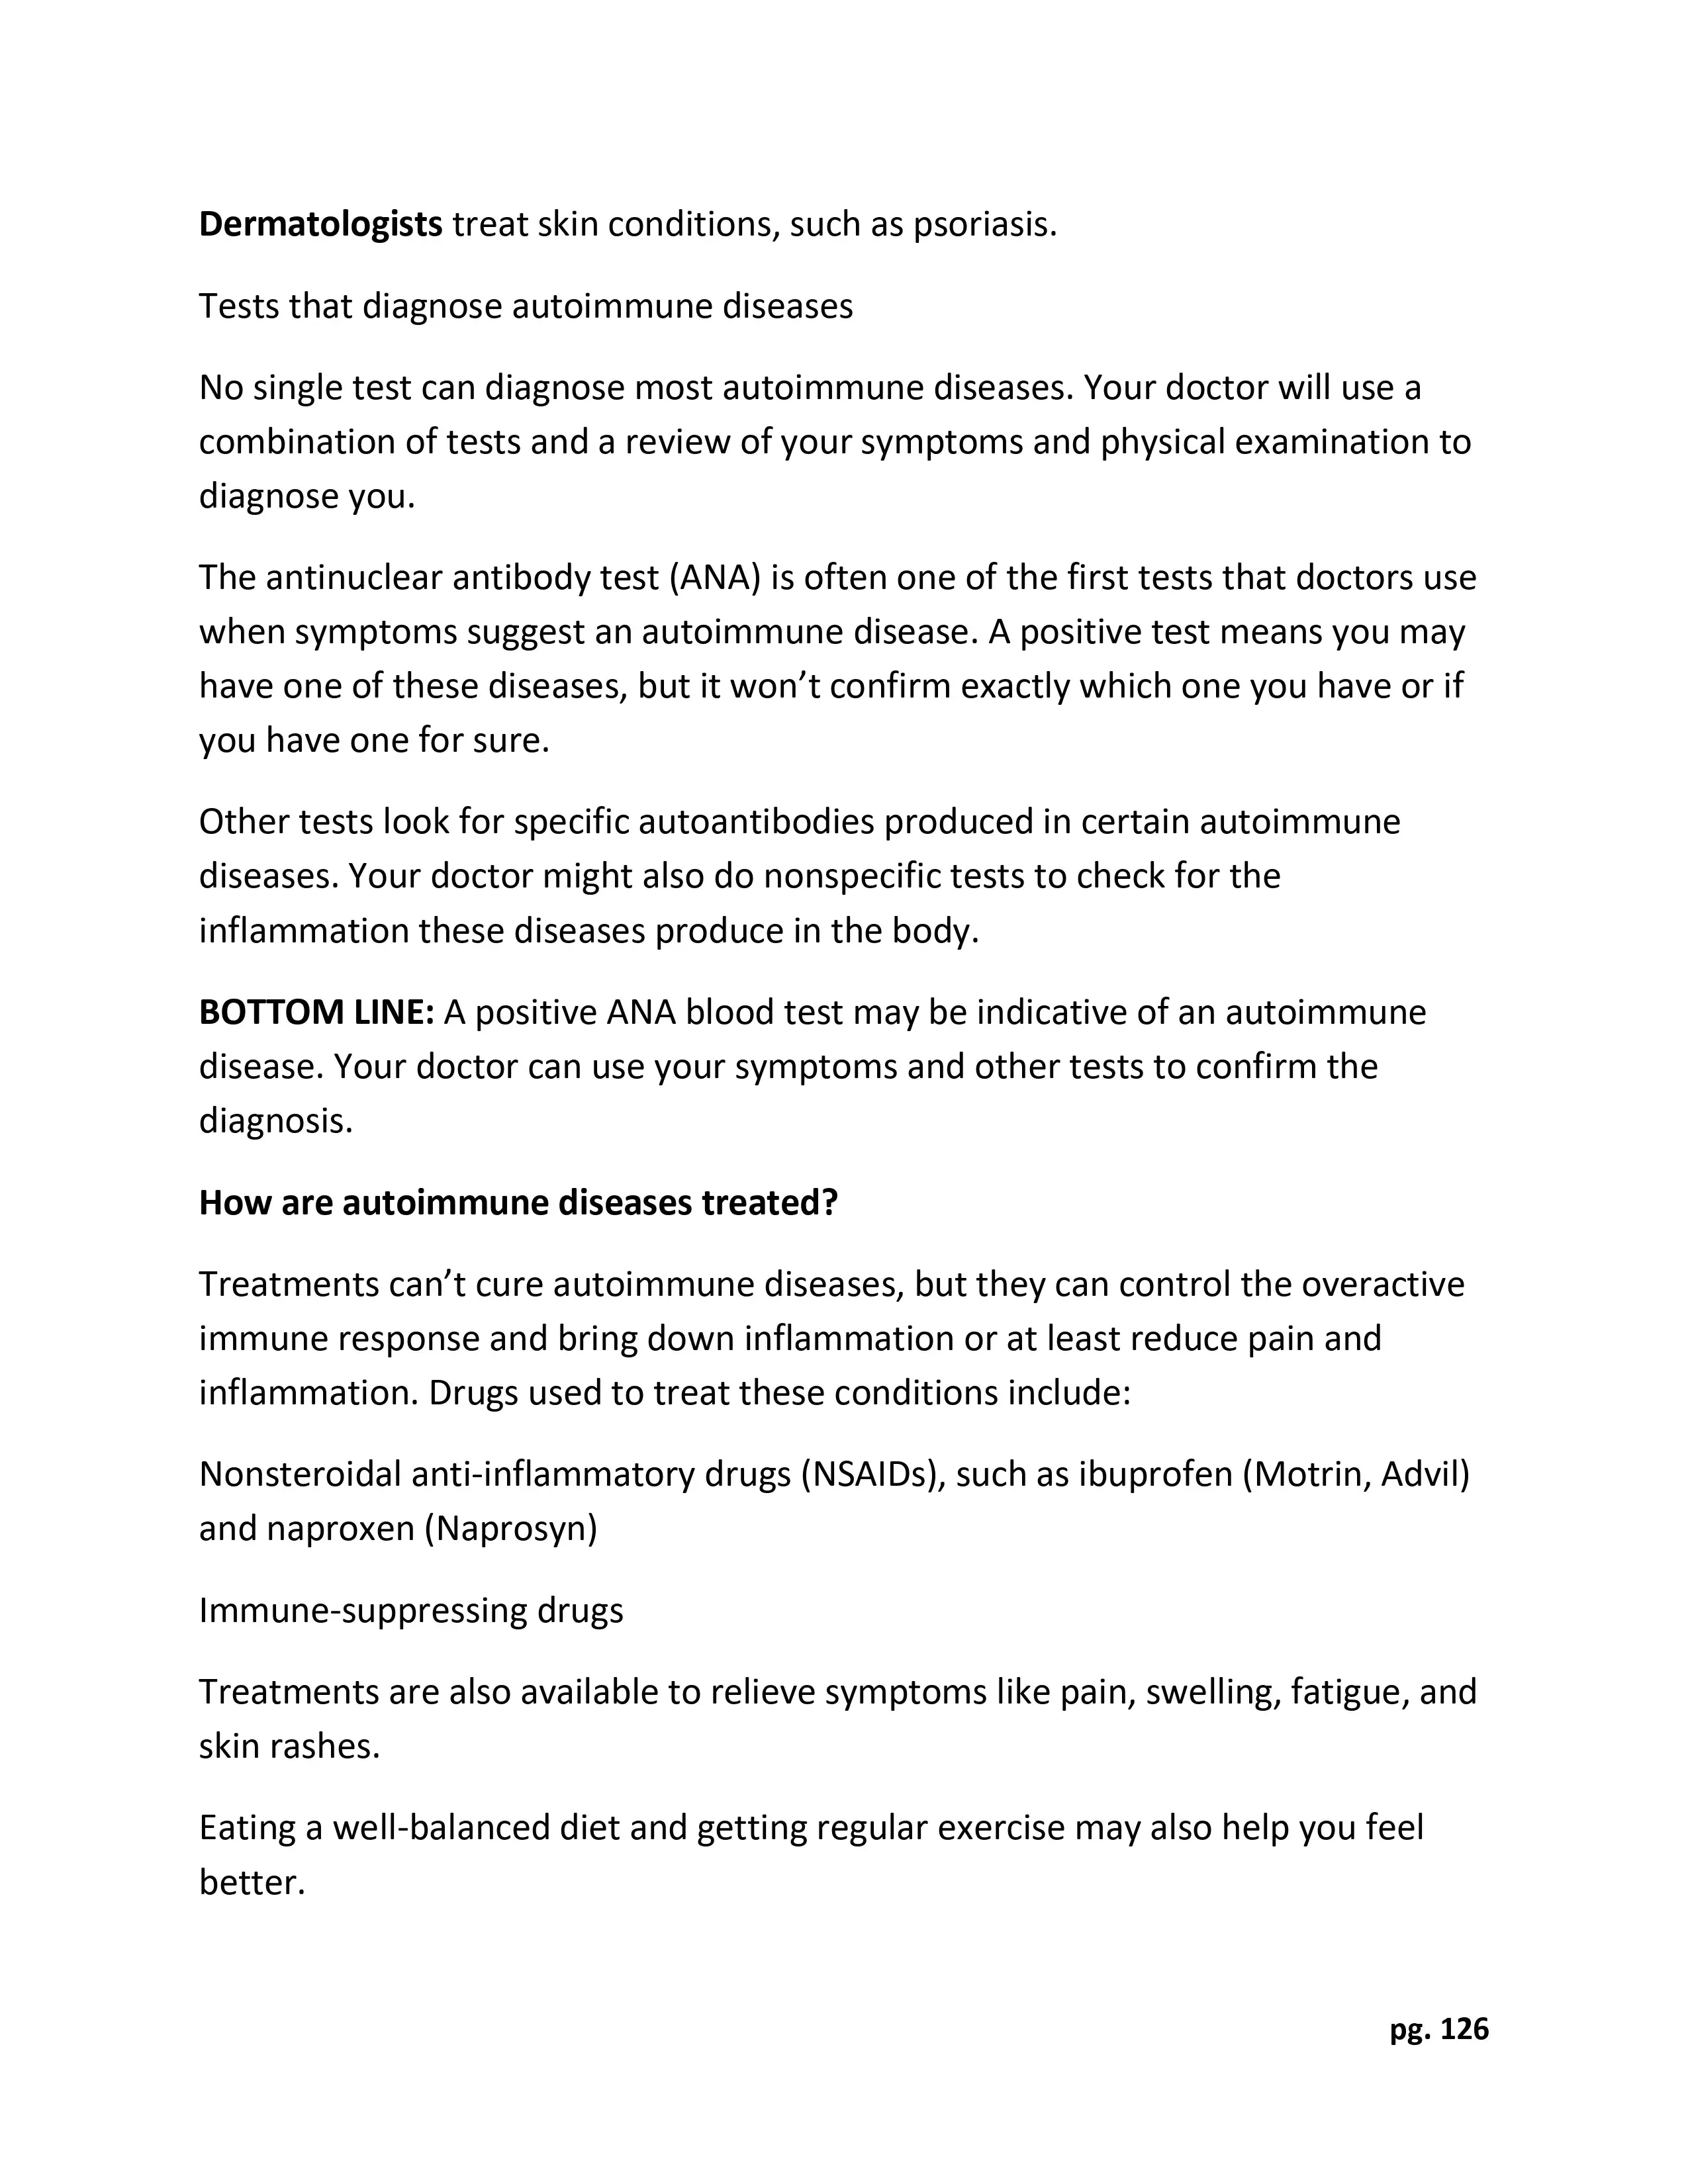 Dermatologists treat skin conditions, such as psoriasis.
Tests that diagnose autoimmune diseases
No single test can diagnose most autoimmune diseases. Your doctor will use a
combination of tests and a review of your symptoms and physical examination to
diagnose you.
The antinuclear antibody test (ANA) is often one of the first tests that doctors use
when symptoms suggest an autoimmune disease. A positive test means you may
have one of these diseases, but it won’t confirm exactly which one you have or if
you have one for sure.
Other tests look for specific autoantibodies produced in certain autoimmune
diseases. Your doctor might also do nonspecific tests to check for the
inflammation these diseases produce in the body.
BOTTOM LINE: A positive ANA blood test may be indicative of an autoimmune
disease. Your doctor can use your symptoms and other tests to confirm the
diagnosis.
How are autoimmune diseases treated?
Treatments can’t cure autoimmune diseases, but they can control the overactive
immune response and bring down inflammation or at least reduce pain and
inflammation. Drugs used to treat these conditions include:
Nonsteroidal anti-inflammatory drugs (NSAIDs), such as ibuprofen (Motrin, Advil)
and naproxen (Naprosyn)
Immune-suppressing drugs
Treatments are also available to relieve symptoms like pain, swelling, fatigue, and
skin rashes.
Eating a well-balanced diet and getting regular exercise may also help you feel
better.
pg. 126